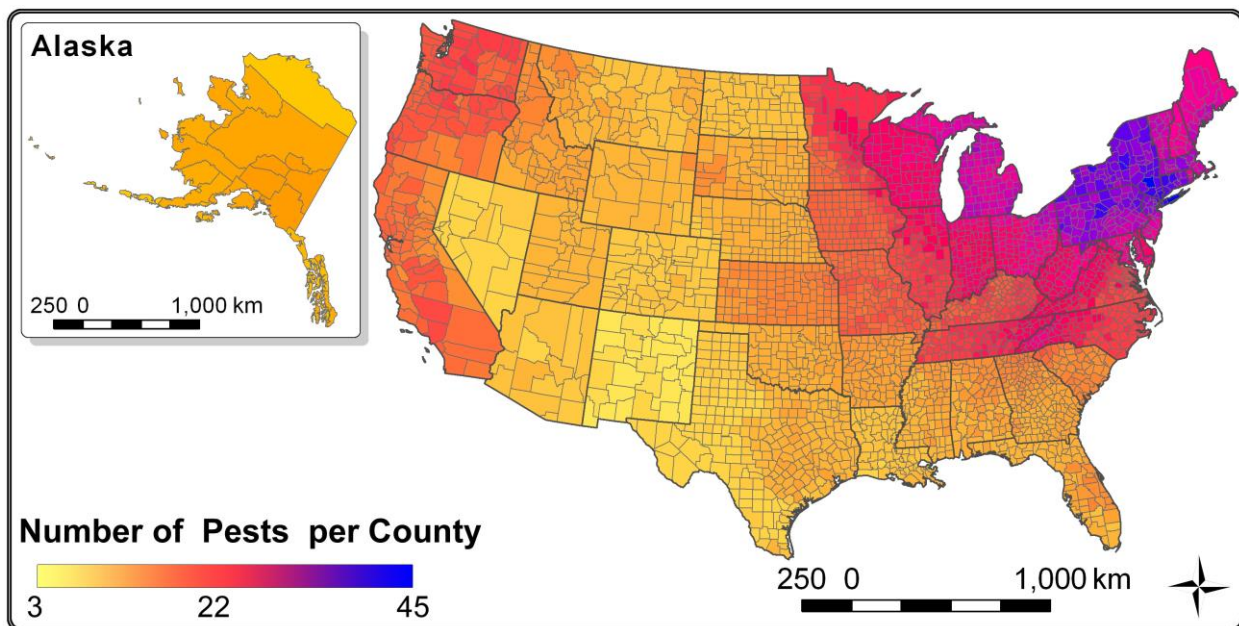 Alaska
250 0 1,000 km
Number of Pests per County
3 22 45
250 0 1,000 km